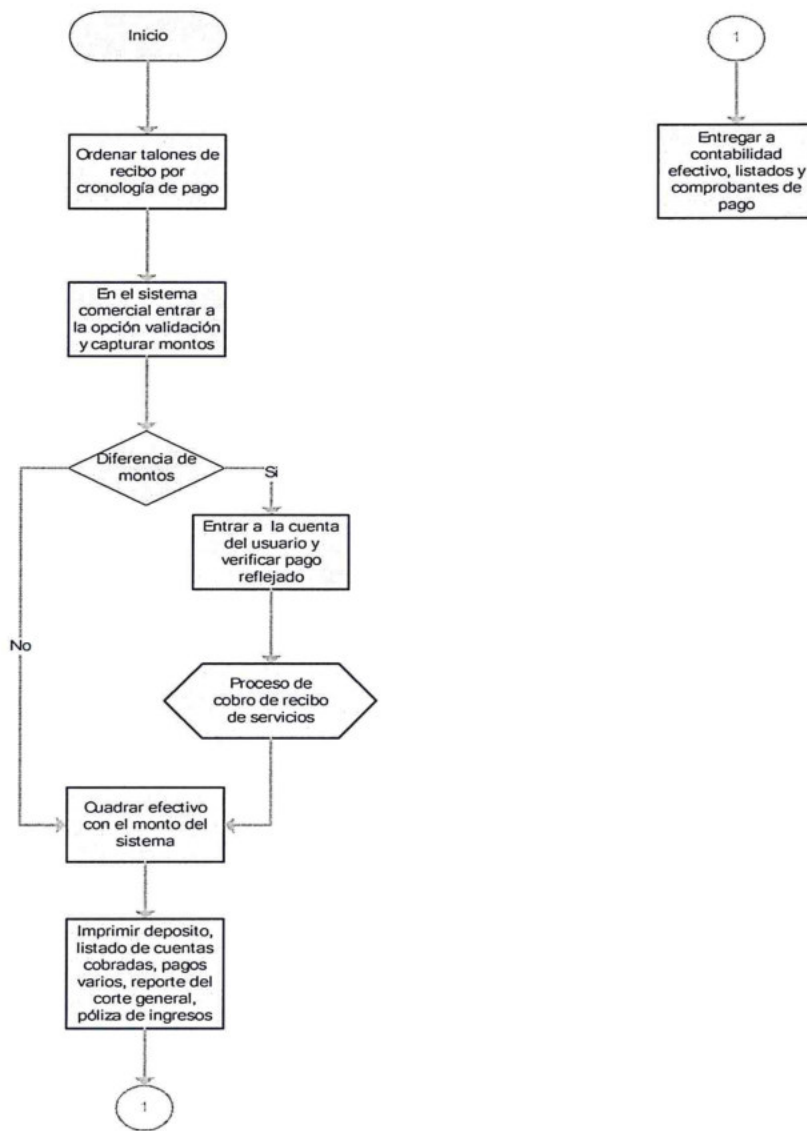 Inicio
Ordenar talones de
recibo por
cronología de pago
En el sistema
comercial entrar a
la opción validación
y capturar montos
Diferencia de
montos
Si
Entrar a la cuenta
del usuario y
verificar pago
reflejado
No
Proceso de
cobro de recibo
de servicios
Cuadrar efectivo
con el monto del
sistema
Imprimir deposito,
listado de cuentas
cobradas, pagos
varios, reporte del
corte general,
póliza de ingresos
1
1
Entregar a
contabilidad
efectivo, listados y
comprobantes de
pago